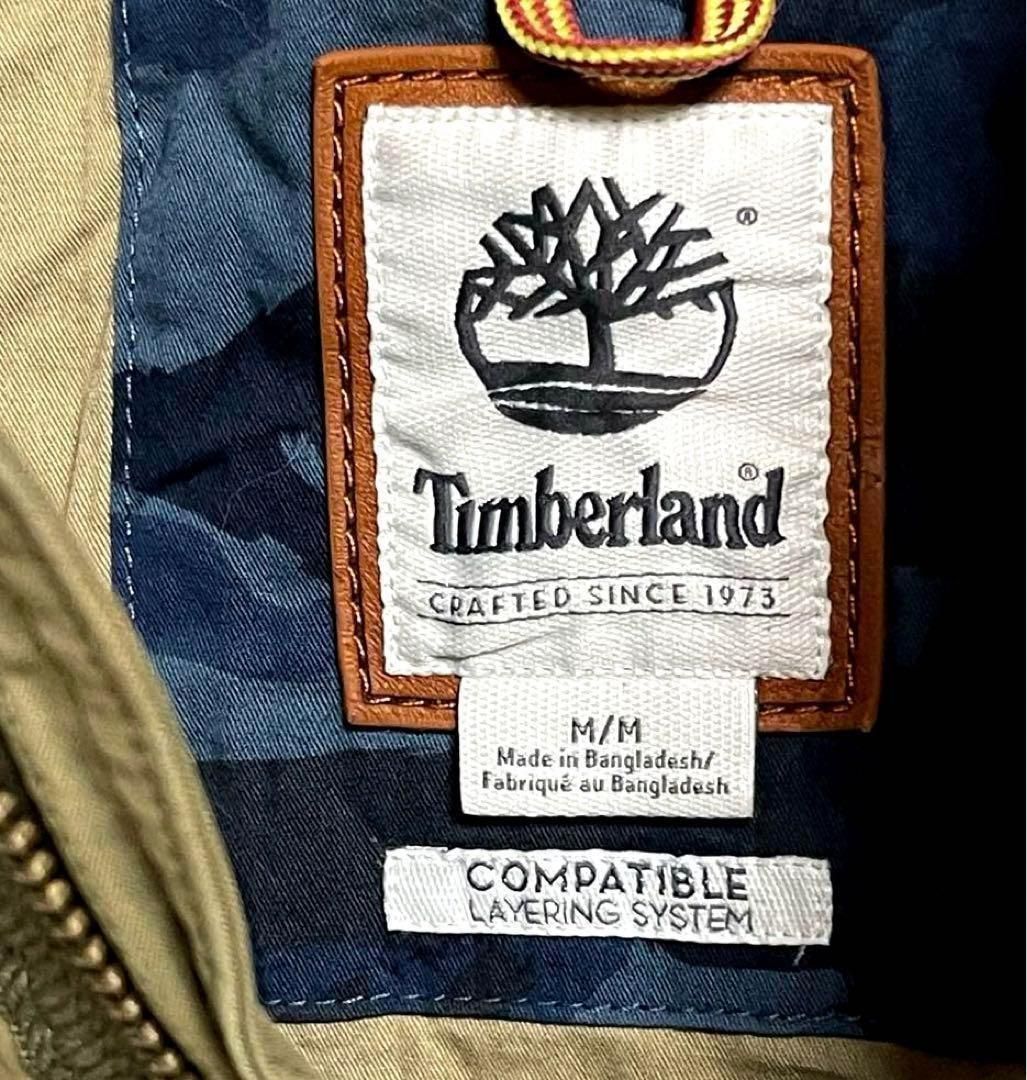 ®
Timberland®
CRAFTED SINCE 1973
M/M
Made in Bangladesh/
Fabriqué au Bangladesh
COMPATIBLE
LAYERING SYSTEM